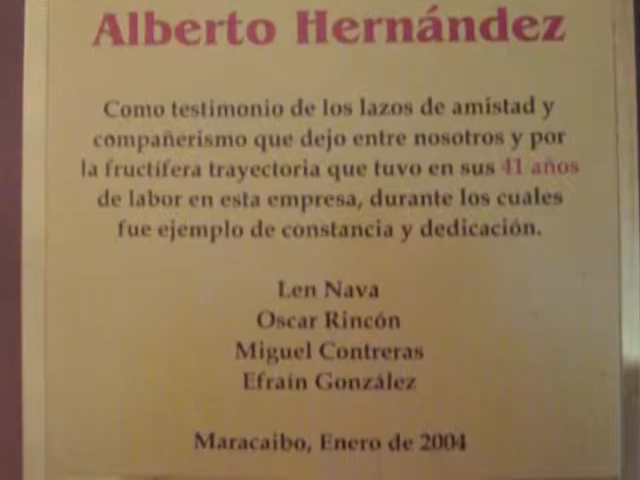 Alberto Hernández
Como testimonio de los lazos de amistad y
compañerismo que dejo entre nosotros y por
la fructífera trayectoria que tuvo en sus 41 años
de labor en esta empresa, durante los cuales
fue ejemplo de constancia y dedicación.
Len Nava
Oscar Rincón
Miguel Contreras
Efraín González
Maracaibo, Enero de 2004